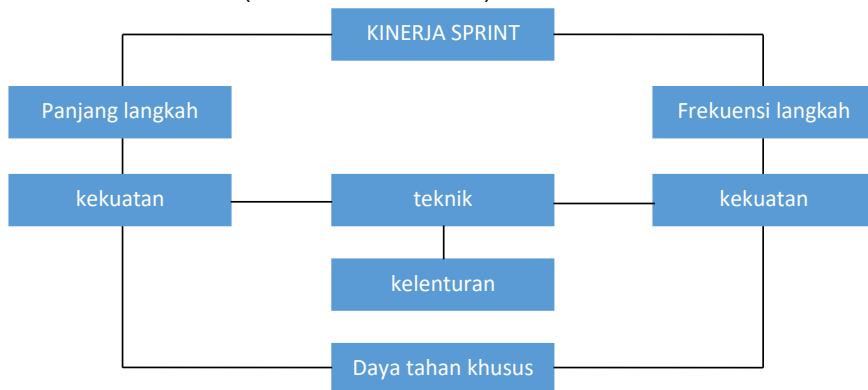 KINERJA SPRINT
Panjang langkah
Frekuensi langkah
kekuatan
teknik
kekuatan
kelenturan
Daya tahan khusus